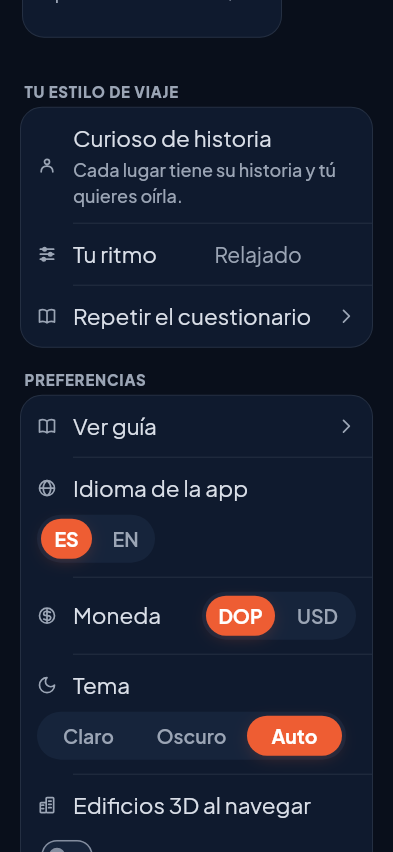 TU ESTILO DE VIAJE
Curioso de historia
Cada lugar tiene su historia y tú
quieres oírla.
Tu ritmo Relajado
Repetir el cuestionario
PREFERENCIAS
Ver guía
Idioma de la app
ES EN
Moneda DOP USD
Tema
Claro Oscuro Auto
Edificios 3D al navegar